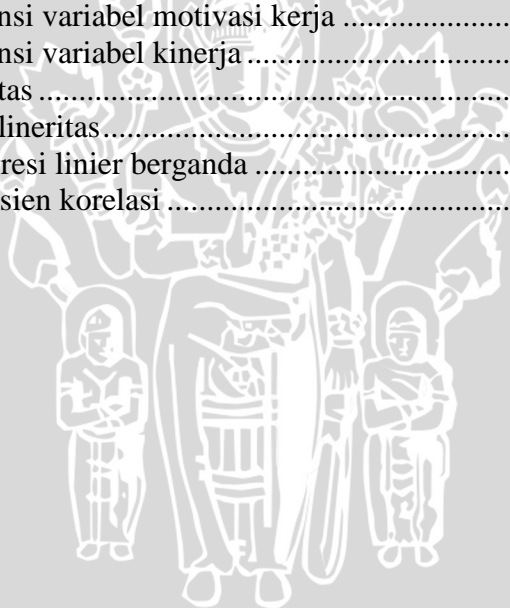 nsi variabel motivasi kerja ..........................
nsi variabel kinerja .......................................
tas .......................................................................
lineritas..............................................................
resi linier berganda ......................................
sien korelasi ...................................................